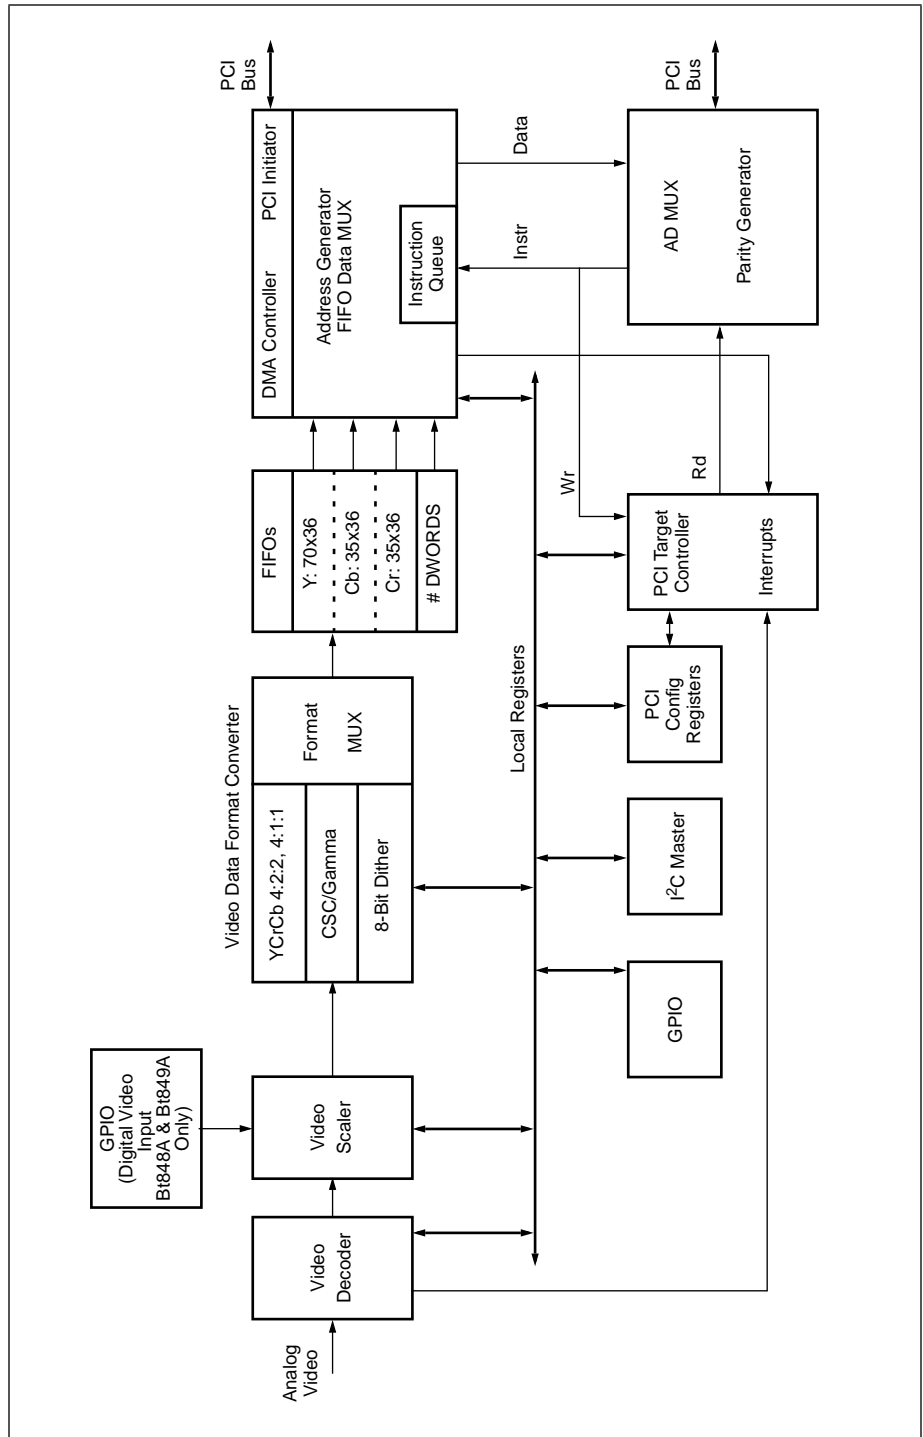 Analog
Video
Video
Decoder
GPIO
(Digital Video
Input
Bt848A & Bt849A
Only)
Video
Scaler
Video Data Format Converter
YCrCb 4:2:2, 4:1:1
CSC/Gamma
8-Bit Dither
Format
MUX
FIFOs
Y: 70x36
Cb: 35x36
Cr: 35x36
# DWORDS
DMA Controller
PCI Initiator
Address Generator
FIFO Data MUX
Instruction
Queue
PCI
Bus
Local Registers
GPIO
I²C Master
PCI
Config
Registers
PCI Target
Controller
Interrupts
Wr
Rd
Instr
Data
AD MUX
Parity Generator
PCI
Bus